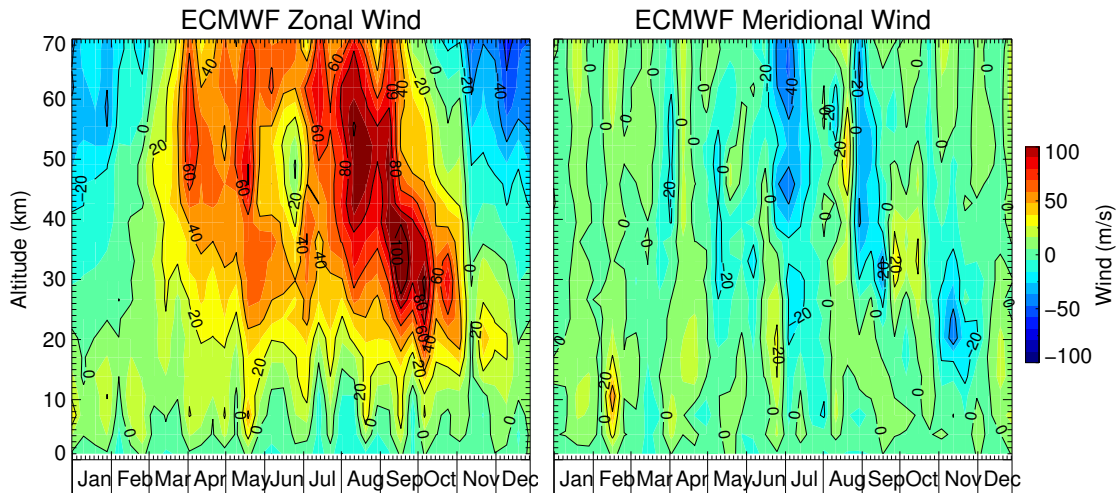 ECMWF Zonal Wind
ECMWF Meridional Wind
Altitude (km)
70
60
50
40
30
20
10
0
Jan Feb Mar Apr May Jun Jul Aug Sep Oct Nov Dec
Jan Feb Mar Apr May Jun Jul Aug Sep Oct Nov Dec
100
50
0
−50
−100
Wind (m/s)